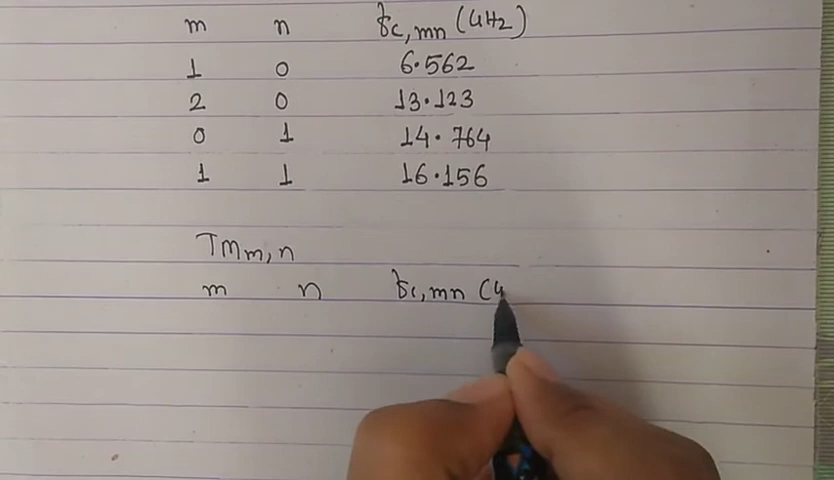 m n fc,mn (GHz)
1 0 6.562
2 0 13.123
0 1 14.764
1 1 16.156
TMm,n
m n fc,mn (G